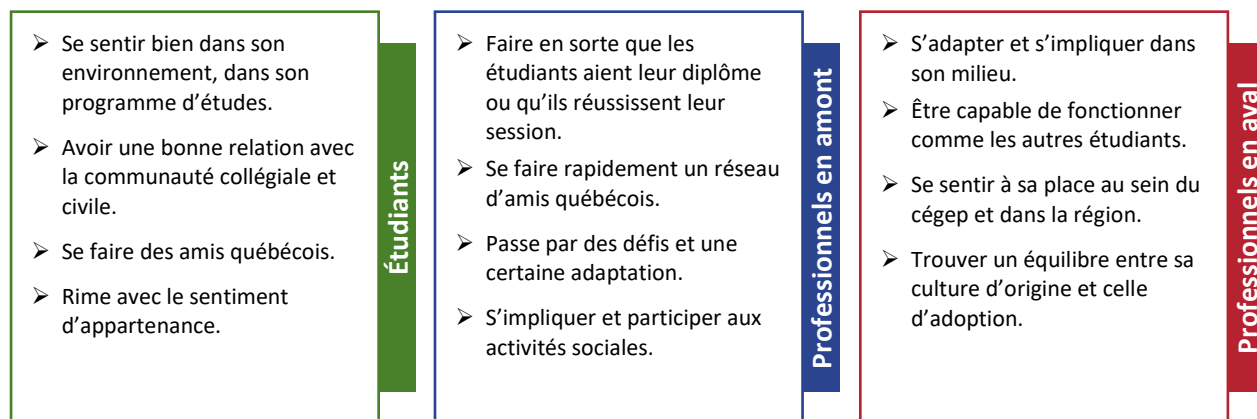 ➢ Se sentir bien dans son
environnement, dans son
programme d’études.
➢ Avoir une bonne relation avec
la communauté collégiale et
civile.
➢ Se faire des amis québécois.
➢ Rime avec le sentiment
d’appartenance.
Étudiants
➢ Faire en sorte que les
étudiants aient leur diplôme
ou qu’ils réussissent leur
session.
➢ Se faire rapidement un réseau
d’amis québécois.
➢ Passe par des défis et une
certaine adaptation.
➢ S’impliquer et participer aux
activités sociales.
Professionnels en amont
➢ S’adapter et s’impliquer dans
son milieu.
➢ Être capable de fonctionner
comme les autres étudiants.
➢ Se sentir à sa place au sein du
cégep et dans la région.
➢ Trouver un équilibre entre sa
culture d’origine et celle
d’adoption.
Professionnels en aval